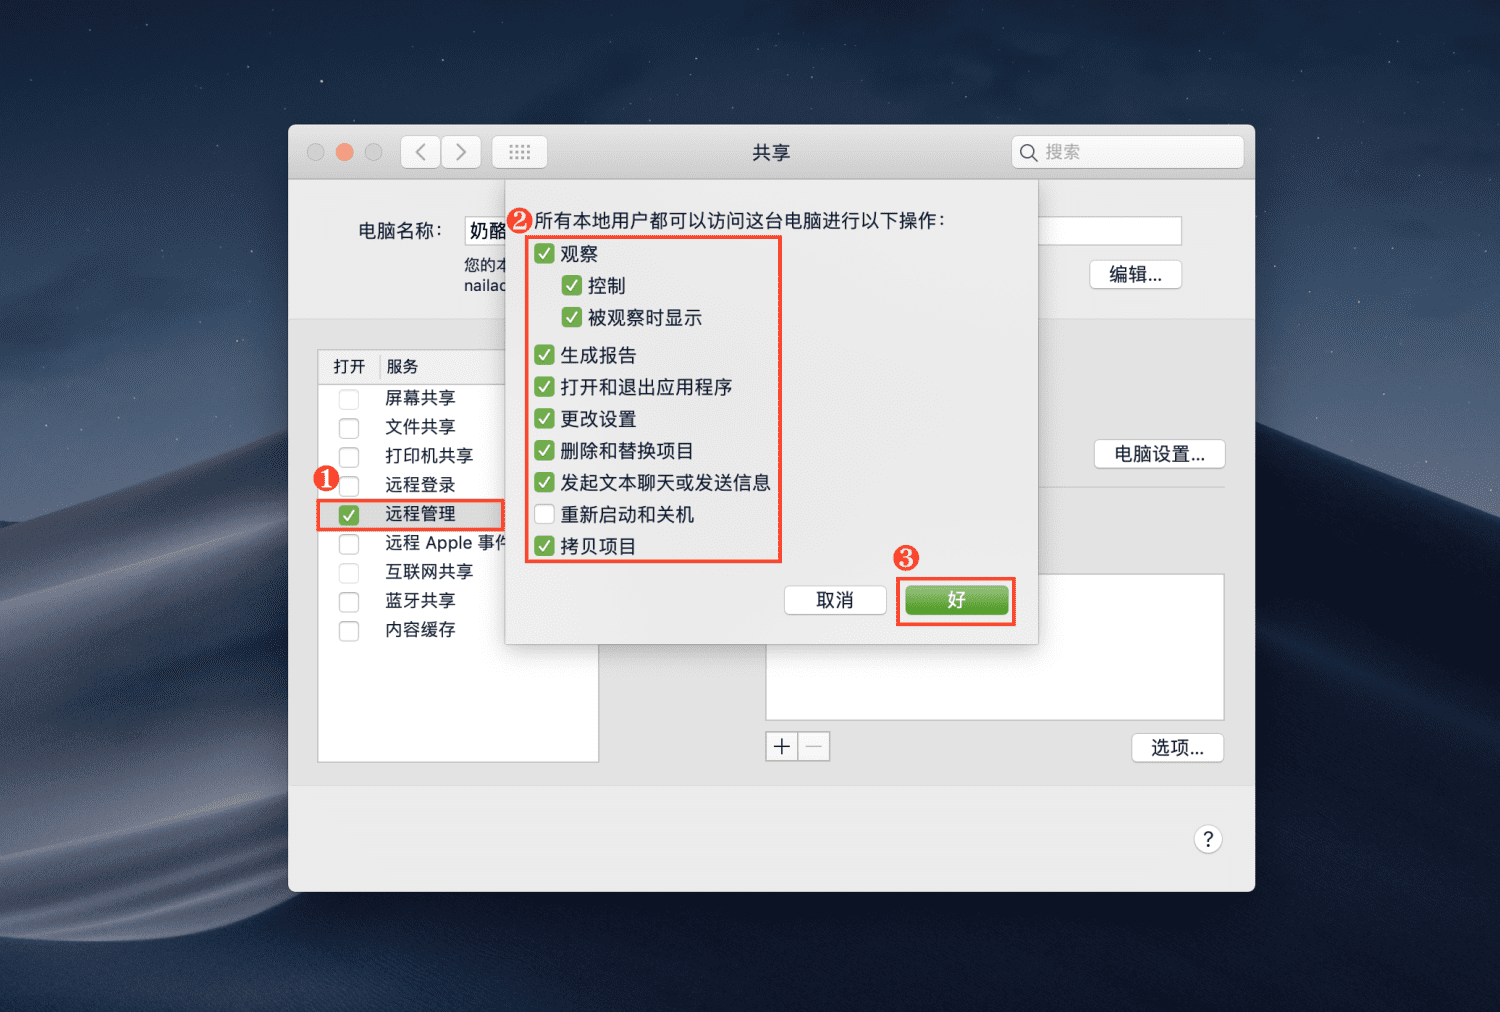 共享
搜索
电脑名称：
奶酪
您的本
nailao
编辑...
❷ 所有本地用户都可以访问这台电脑进行以下操作：
观察
控制
被观察时显示
生成报告
打开和退出应用程序
更改设置
删除和替换项目
发起文本聊天或发送信息
重新启动和关机
拷贝项目
❸
取消
好
打开 服务
屏幕共享
文件共享
打印机共享
❶
远程登录
远程管理
远程 Apple 事件
互联网共享
蓝牙共享
内容缓存
电脑设置...
+ −
选项...
?